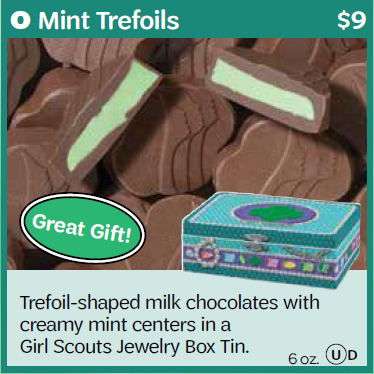 O Mint Trefoils $9
Great Gift!
Trefoil-shaped milk chocolates with
creamy mint centers in a
Girl Scouts Jewelry Box Tin.
6 oz. Ⓤ D